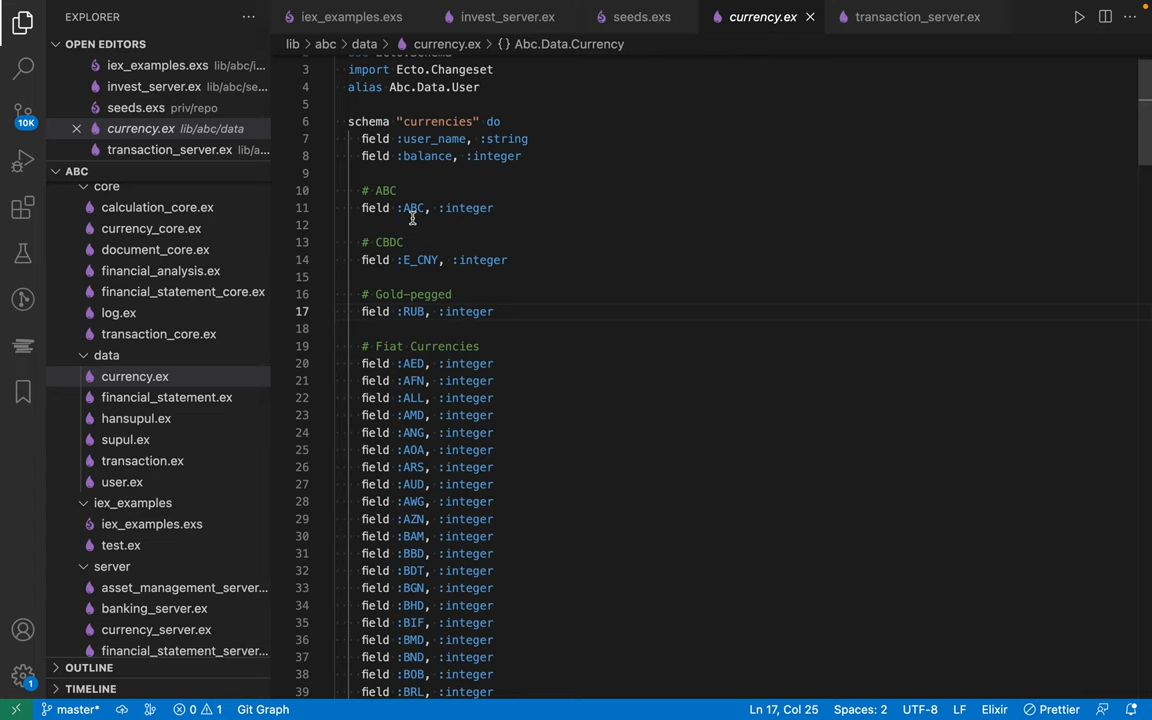 EXPLORER
···
OPEN EDITORS
iex_examples.exs lib/abc/i...
invest_server.ex lib/abc/se...
seeds.exs priv/repo
currency.ex lib/abc/data
transaction_server.ex lib/a...
10K
ABC
core
calculation_core.ex
currency_core.ex
document_core.ex
financial_analysis.ex
financial_statement_core.ex
log.ex
transaction_core.ex
data
currency.ex
financial_statement.ex
hansupul.ex
supul.ex
transaction.ex
user.ex
iex_examples
iex_examples.exs
test.ex
server
asset_management_server...
banking_server.ex
currency_server.ex
financial_statement_server...
OUTLINE
TIMELINE
1
iex_examples.exs invest_server.ex seeds.exs currency.ex transaction_server.ex ···
lib > abc > data > currency.ex > {} Abc.Data.Currency
3 import Ecto.Changeset
4 alias Abc.Data.User
5
6 schema "currencies" do
7 field :user_name, :string
8 field :balance, :integer
9
10 # ABC
11 field :ABC, :integer
12
13 # CBDC
14 field :E_CNY, :integer
15
16 # Gold-pegged
17 field :RUB, :integer
18
19 # Fiat Currencies
20 field :AED, :integer
21 field :AFN, :integer
22 field :ALL, :integer
23 field :AMD, :integer
24 field :ANG, :integer
25 field :AOA, :integer
26 field :ARS, :integer
27 field :AUD, :integer
28 field :AWG, :integer
29 field :AZN, :integer
30 field :BAM, :integer
31 field :BBD, :integer
32 field :BDT, :integer
33 field :BGN, :integer
34 field :BHD, :integer
35 field :BIF, :integer
36 field :BMD, :integer
37 field :BND, :integer
38 field :BOB, :integer
39 field :BRL, :integer
master* 0 1 Git Graph Ln 17, Col 25 Spaces: 2 UTF-8 LF Elixir Prettier